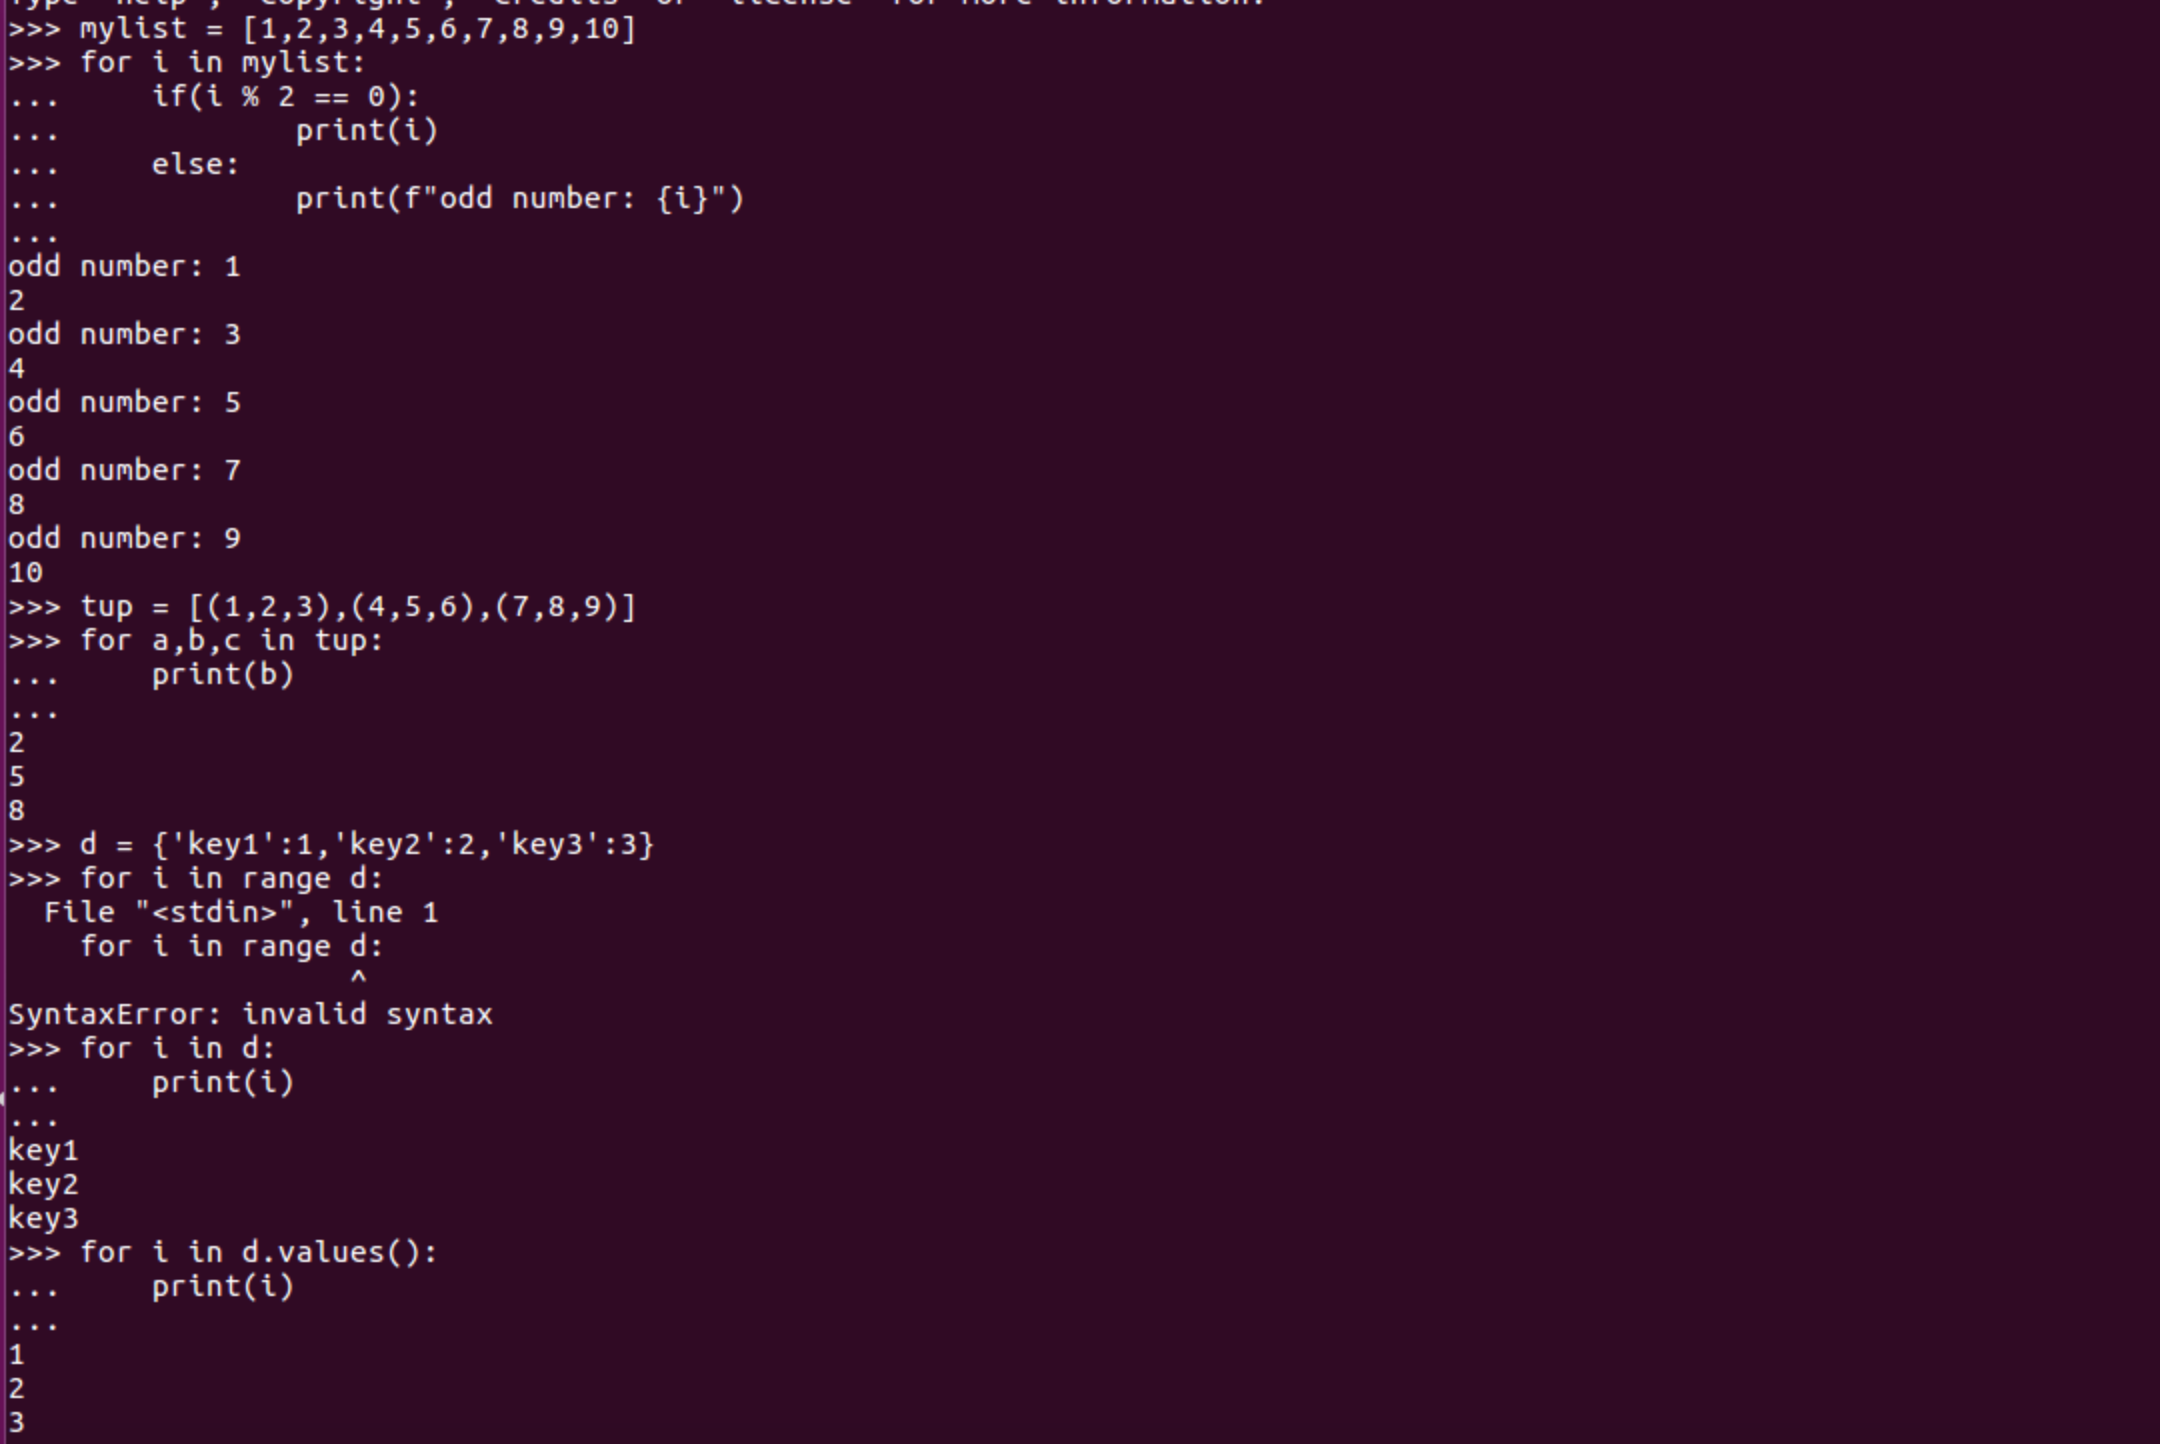 >>> mylist = [1,2,3,4,5,6,7,8,9,10]
>>> for i in mylist:
...     if(i % 2 == 0):
...             print(i)
...     else:
...             print(f"odd number: {i}")
...
odd number: 1
2
odd number: 3
4
odd number: 5
6
odd number: 7
8
odd number: 9
10
>>> tup = [(1,2,3),(4,5,6),(7,8,9)]
>>> for a,b,c in tup:
...     print(b)
...
2
5
8
>>> d = {'key1':1,'key2':2,'key3':3}
>>> for i in range d:
  File "<stdin>", line 1
    for i in range d:
                   ^
SyntaxError: invalid syntax
>>> for i in d:
...     print(i)
...
key1
key2
key3
>>> for i in d.values():
...     print(i)
...
1
2
3